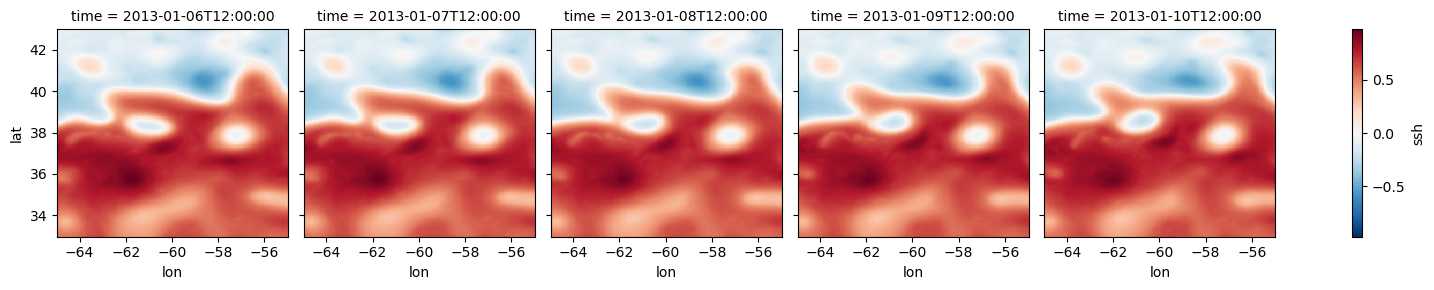 time = 2013-01-06T12:00:00 time = 2013-01-07T12:00:00 time = 2013-01-08T12:00:00 time = 2013-01-09T12:00:00 time = 2013-01-10T12:00:00
42
40
38
36
34
lat
0.5
0.0
−0.5
ssh
−64 −62 −60 −58 −56 −64 −62 −60 −58 −56 −64 −62 −60 −58 −56 −64 −62 −60 −58 −56 −64 −62 −60 −58 −56
lon lon lon lon lon